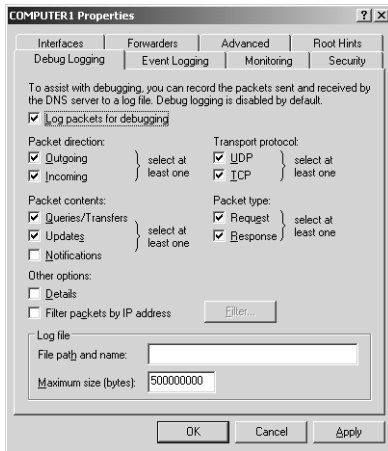 COMPUTER1 Properties
Interfaces Forwarders Advanced Root Hints
Debug Logging Event Logging Monitoring Security
To assist with debugging, you can record the packets sent and received by
the DNS server to a log file. Debug logging is disabled by default.
Log packets for debugging
Packet direction:
Outgoing
Incoming
select at
least one
Transport protocol:
UDP
TCP
select at
least one
Packet contents:
Queries/Transfers
Updates
Notifications
select at
least one
Packet type:
Request
Response
select at
least one
Other options:
Details
Filter packets by IP address
Filter...
Log file
File path and name:
Maximum size (bytes): 500000000
OK Cancel Apply